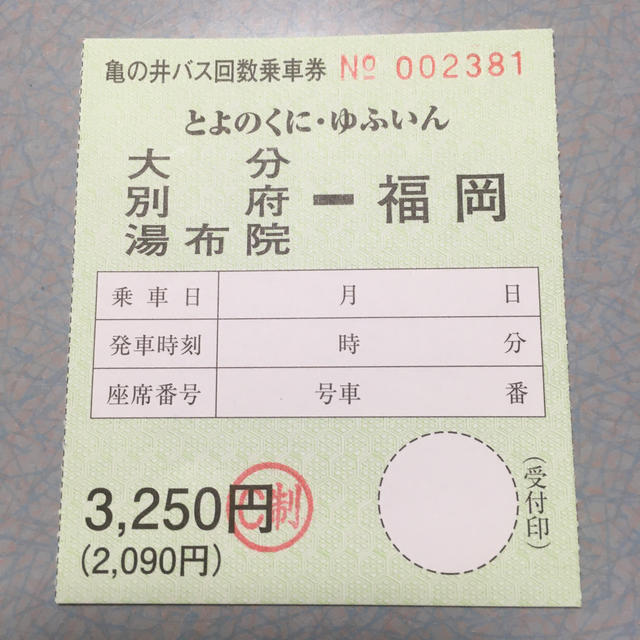 亀の井バス回数乗車券 № 002381
とよのくに・ゆふいん
大分
別府 ー 福岡
湯布院
乗車日 月 日
発車時刻 時 分
座席番号 号車 番
3,250円 C制
(2,090円)
(受付印)